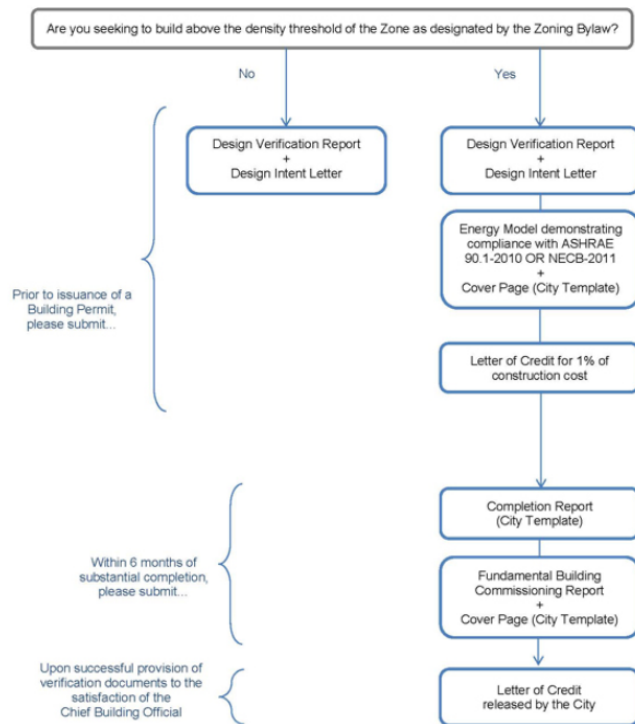 Are you seeking to build above the density threshold of the Zone as designated by the Zoning Bylaw?
No
Yes
Design Verification Report
+
Design Intent Letter
Design Verification Report
+
Design Intent Letter
Energy Model demonstrating
compliance with ASHRAE
90.1-2010 OR NECB-2011
+
Cover Page (City Template)
Prior to issuance of a
Building Permit,
please submit...
Letter of Credit for 1% of
construction cost
Completion Report
(City Template)
Within 6 months of
substantial completion,
please submit...
Fundamental Building
Commissioning Report
+
Cover Page (City Template)
Upon successful provision of
verification documents to the
satisfaction of the
Chief Building Official
Letter of Credit
released by the City